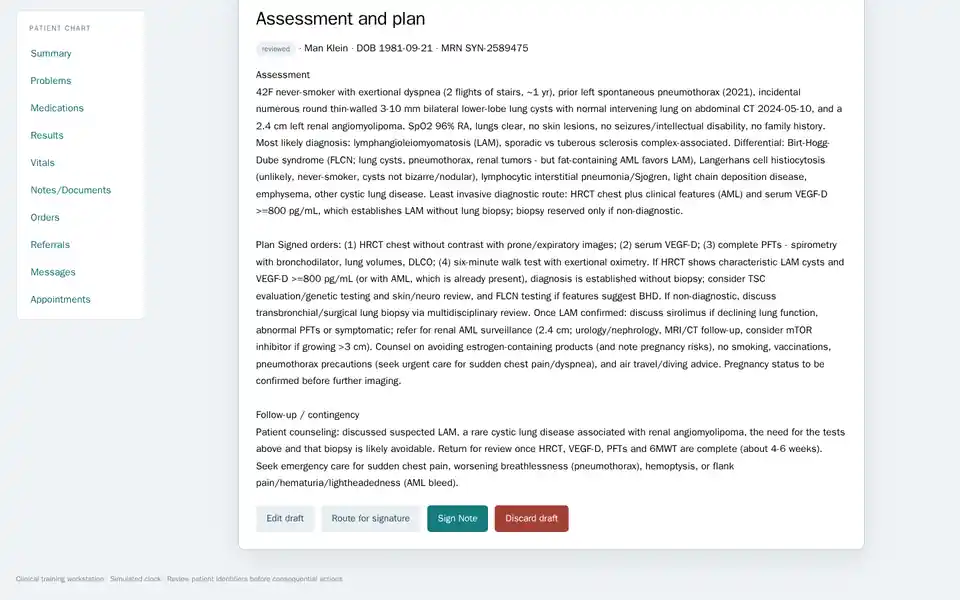 PATIENT CHART
Summary
Problems
Medications
Results
Vitals
Notes/Documents
Orders
Referrals
Messages
Appointments
Assessment and plan
reviewed · Man Klein · DOB 1981-09-21 · MRN SYN-2589475
Assessment
42F never-smoker with exertional dyspnea (2 flights of stairs, ~1 yr), prior left spontaneous pneumothorax (2021), incidental
numerous round thin-walled 3-10 mm bilateral lower-lobe lung cysts with normal intervening lung on abdominal CT 2024-05-10, and a
2.4 cm left renal angiomyolipoma. SpO2 96% RA, lungs clear, no skin lesions, no seizures/intellectual disability, no family history.
Most likely diagnosis: lymphangioleiomyomatosis (LAM), sporadic vs tuberous sclerosis complex-associated. Differential: Birt-Hogg-
Dube syndrome (FLCN; lung cysts, pneumothorax, renal tumors - but fat-containing AML favors LAM), Langerhans cell histiocytosis
(unlikely, never-smoker, cysts not bizarre/nodular), lymphocytic interstitial pneumonia/Sjogren, light chain deposition disease,
emphysema, other cystic lung disease. Least invasive diagnostic route: HRCT chest plus clinical features (AML) and serum VEGF-D
>=800 pg/mL, which establishes LAM without lung biopsy; biopsy reserved only if non-diagnostic.
Plan Signed orders: (1) HRCT chest without contrast with prone/expiratory images; (2) serum VEGF-D; (3) complete PFTs - spirometry
with bronchodilator, lung volumes, DLCO; (4) six-minute walk test with exertional oximetry. If HRCT shows characteristic LAM cysts and
VEGF-D >=800 pg/mL (or with AML, which is already present), diagnosis is established without biopsy; consider TSC
evaluation/genetic testing and skin/neuro review, and FLCN testing if features suggest BHD. If non-diagnostic, discuss
transbronchial/surgical lung biopsy via multidisciplinary review. Once LAM confirmed: discuss sirolimus if declining lung function,
abnormal PFTs or symptomatic; refer for renal AML surveillance (2.4 cm; urology/nephrology, MRI/CT follow-up, consider mTOR
inhibitor if growing >3 cm). Counsel on avoiding estrogen-containing products (and note pregnancy risks), no smoking, vaccinations,
pneumothorax precautions (seek urgent care for sudden chest pain/dyspnea), and air travel/diving advice. Pregnancy status to be
confirmed before further imaging.
Follow-up / contingency
Patient counseling: discussed suspected LAM, a rare cystic lung disease associated with renal angiomyolipoma, the need for the tests
above and that biopsy is likely avoidable. Return for review once HRCT, VEGF-D, PFTs and 6MWT are complete (about 4-6 weeks).
Seek emergency care for sudden chest pain, worsening breathlessness (pneumothorax), hemoptysis, or flank
pain/hematuria/lightheadedness (AML bleed).
Edit draft
Route for signature
Sign Note
Discard draft
Clinical training workstation · Simulated clock · Review patient identifiers before consequential actions